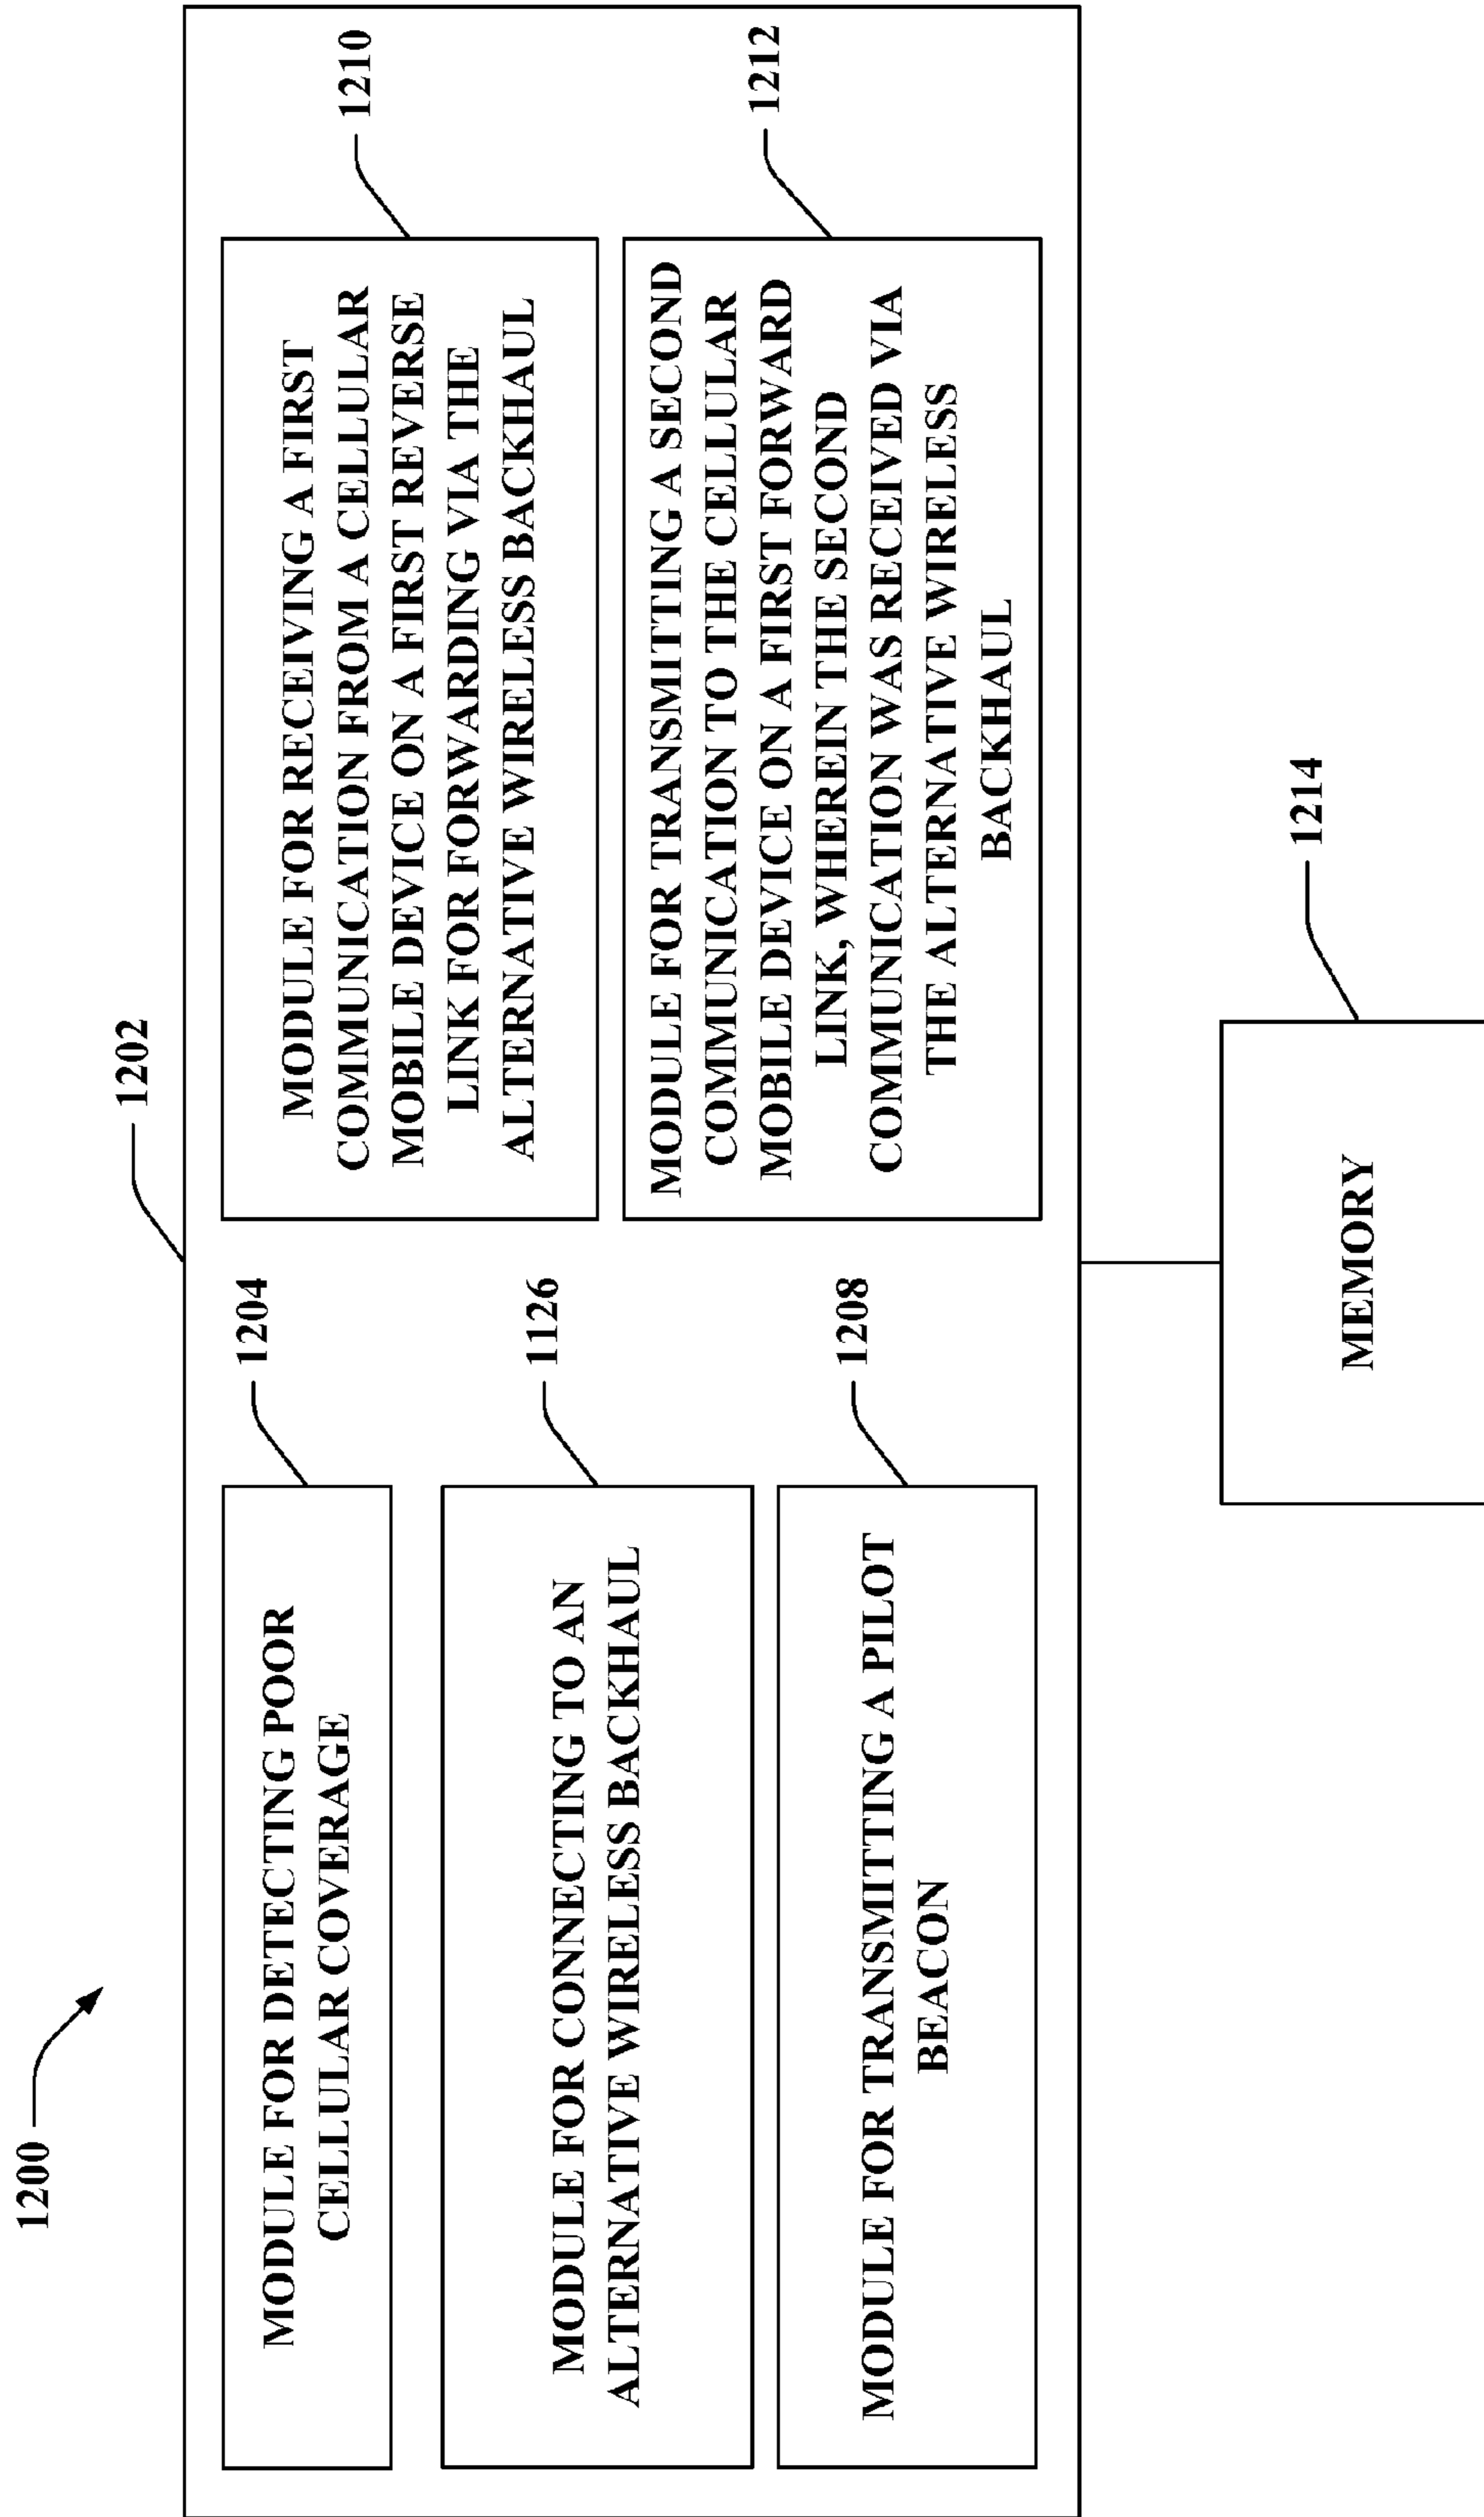 1200
1202
MODULE FOR DETECTING POOR
CELLULAR COVERAGE
1204
MODULE FOR CONNECTING TO AN
ALTERNATIVE WIRELESS BACKHAUL
1126
MODULE FOR TRANSMITTING A PILOT
BEACON
1208
MODULE FOR RECEIVING A FIRST
COMMUNICATION FROM A CELLULAR
MOBILE DEVICE ON A FIRST REVERSE
LINK FOR FORWARDING VIA THE
ALTERNATIVE WIRELESS BACKHAUL
1210
MODULE FOR TRANSMITTING A SECOND
COMMUNICATION TO THE CELLULAR
MOBILE DEVICE ON A FIRST FORWARD
LINK, WHEREIN THE SECOND
COMMUNICATION WAS RECEIVED VIA
THE ALTERNATIVE WIRELESS
BACKHAUL
1212
MEMORY
1214